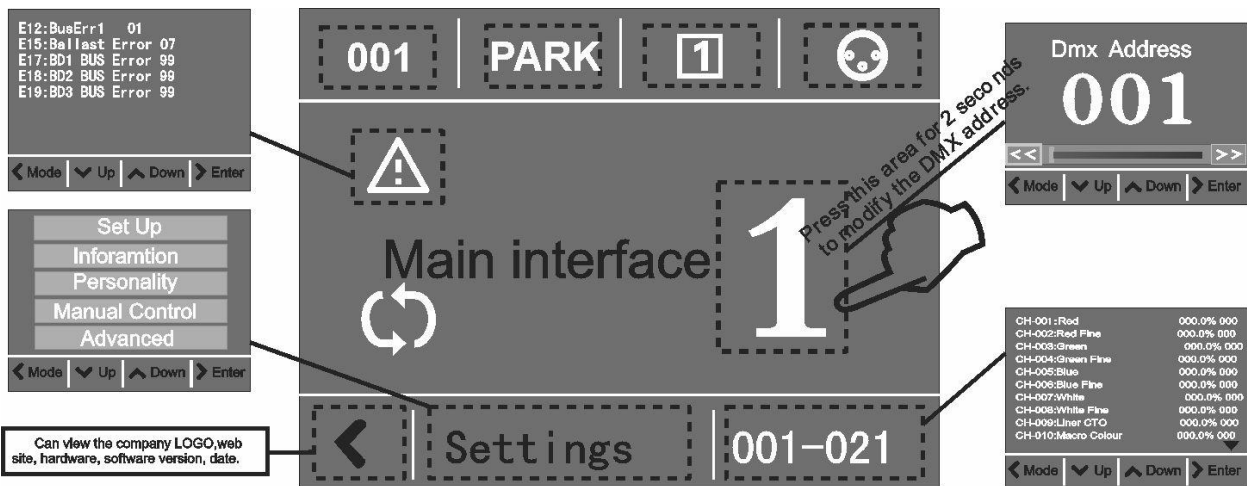 E12:BusErr1 01
E15:Ballast Error 07
E17:BD1 BUS Error 99
E18:BD2 BUS Error 99
E19:BD3 BUS Error 99
Mode Up Down Enter
Set Up
Inforamtion
Personality
Manual Control
Advanced
Mode Up Down Enter
Can view the company LOGO,web
site, hardware, software version, date.
001 PARK 1
Main interface
1
Press this area for 2 seconds
to modify the DMX address.
Settings 001-021
Dmx Address
001
<< >>
Mode Up Down Enter
CH-001:Red 000.0% 000
CH-002:Red Fine 000.0% 000
CH-003:Green 000.0% 000
CH-004:Green Fine 000.0% 000
CH-005:Blue 000.0% 000
CH-006:Blue Fine 000.0% 000
CH-007:White 000.0% 000
CH-008:White Fine 000.0% 000
CH-009:Liner CTO 000.0% 000
CH-010:Macro Colour 000.0% 000
Mode Up Down Enter